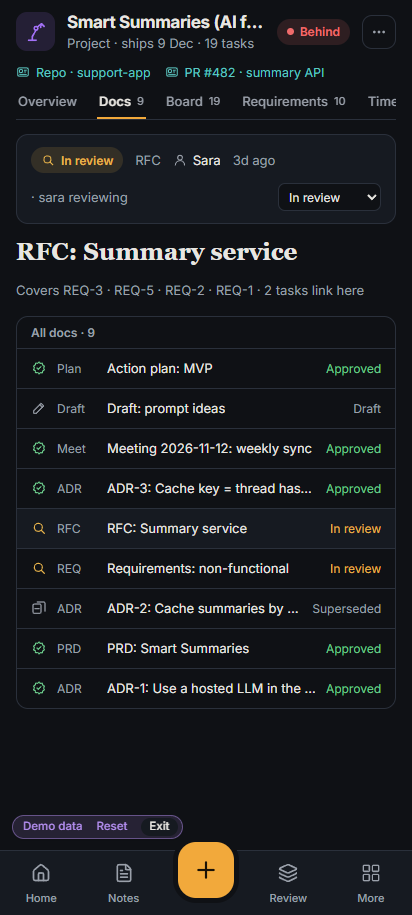 Smart Summaries (AI f...
Project · ships 9 Dec · 19 tasks
Behind
Repo · support-app
PR #482 · summary API
Overview
Docs 9
Board 19
Requirements 10
Time
In review
RFC
Sara
3d ago
· sara reviewing
In review
RFC: Summary service
Covers REQ-3 · REQ-5 · REQ-2 · REQ-1 · 2 tasks link here
All docs · 9
Plan Action plan: MVP Approved
Draft Draft: prompt ideas Draft
Meet Meeting 2026-11-12: weekly sync Approved
ADR ADR-3: Cache key = thread has... Approved
RFC RFC: Summary service In review
REQ Requirements: non-functional In review
ADR ADR-2: Cache summaries by ... Superseded
PRD PRD: Smart Summaries Approved
ADR ADR-1: Use a hosted LLM in the ... Approved
Demo data Reset Exit
Home
Notes
Review
More